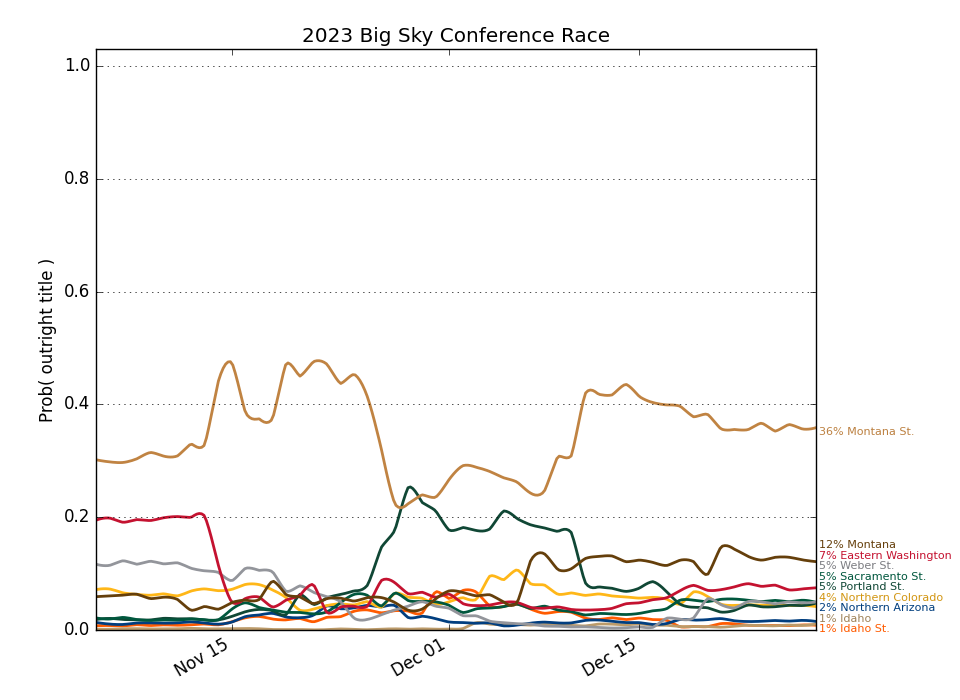 2023 Big Sky Conference Race
Prob( outright title )
1.0
0.8
0.6
0.4
0.2
0.0
Nov 15
Dec 01
Dec 15
36% Montana St.
12% Montana
7% Eastern Washington
5% Weber St.
5% Sacramento St.
5% Portland St.
4% Northern Colorado
2% Northern Arizona
1% Idaho
1% Idaho St.